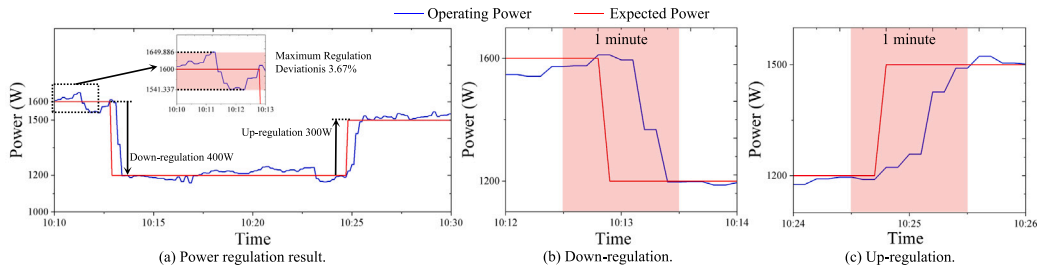 Operating Power
Expected Power
1649.886
1600
1541.337
10:10
10:11
10:12
10:13
Maximum Regulation
Deviationis 3.67%
Power (W)
1600
1500
1200
1000
Down-regulation 400W
Up-regulation 300W
10:10
10:15
10:20
10:25
10:30
Time
(a) Power regulation result.
1 minute
Power (W)
1600
1200
10:12
10:13
10:14
Time
(b) Down-regulation.
1 minute
Power (W)
1500
1200
10:24
10:25
10:26
Time
(c) Up-regulation.